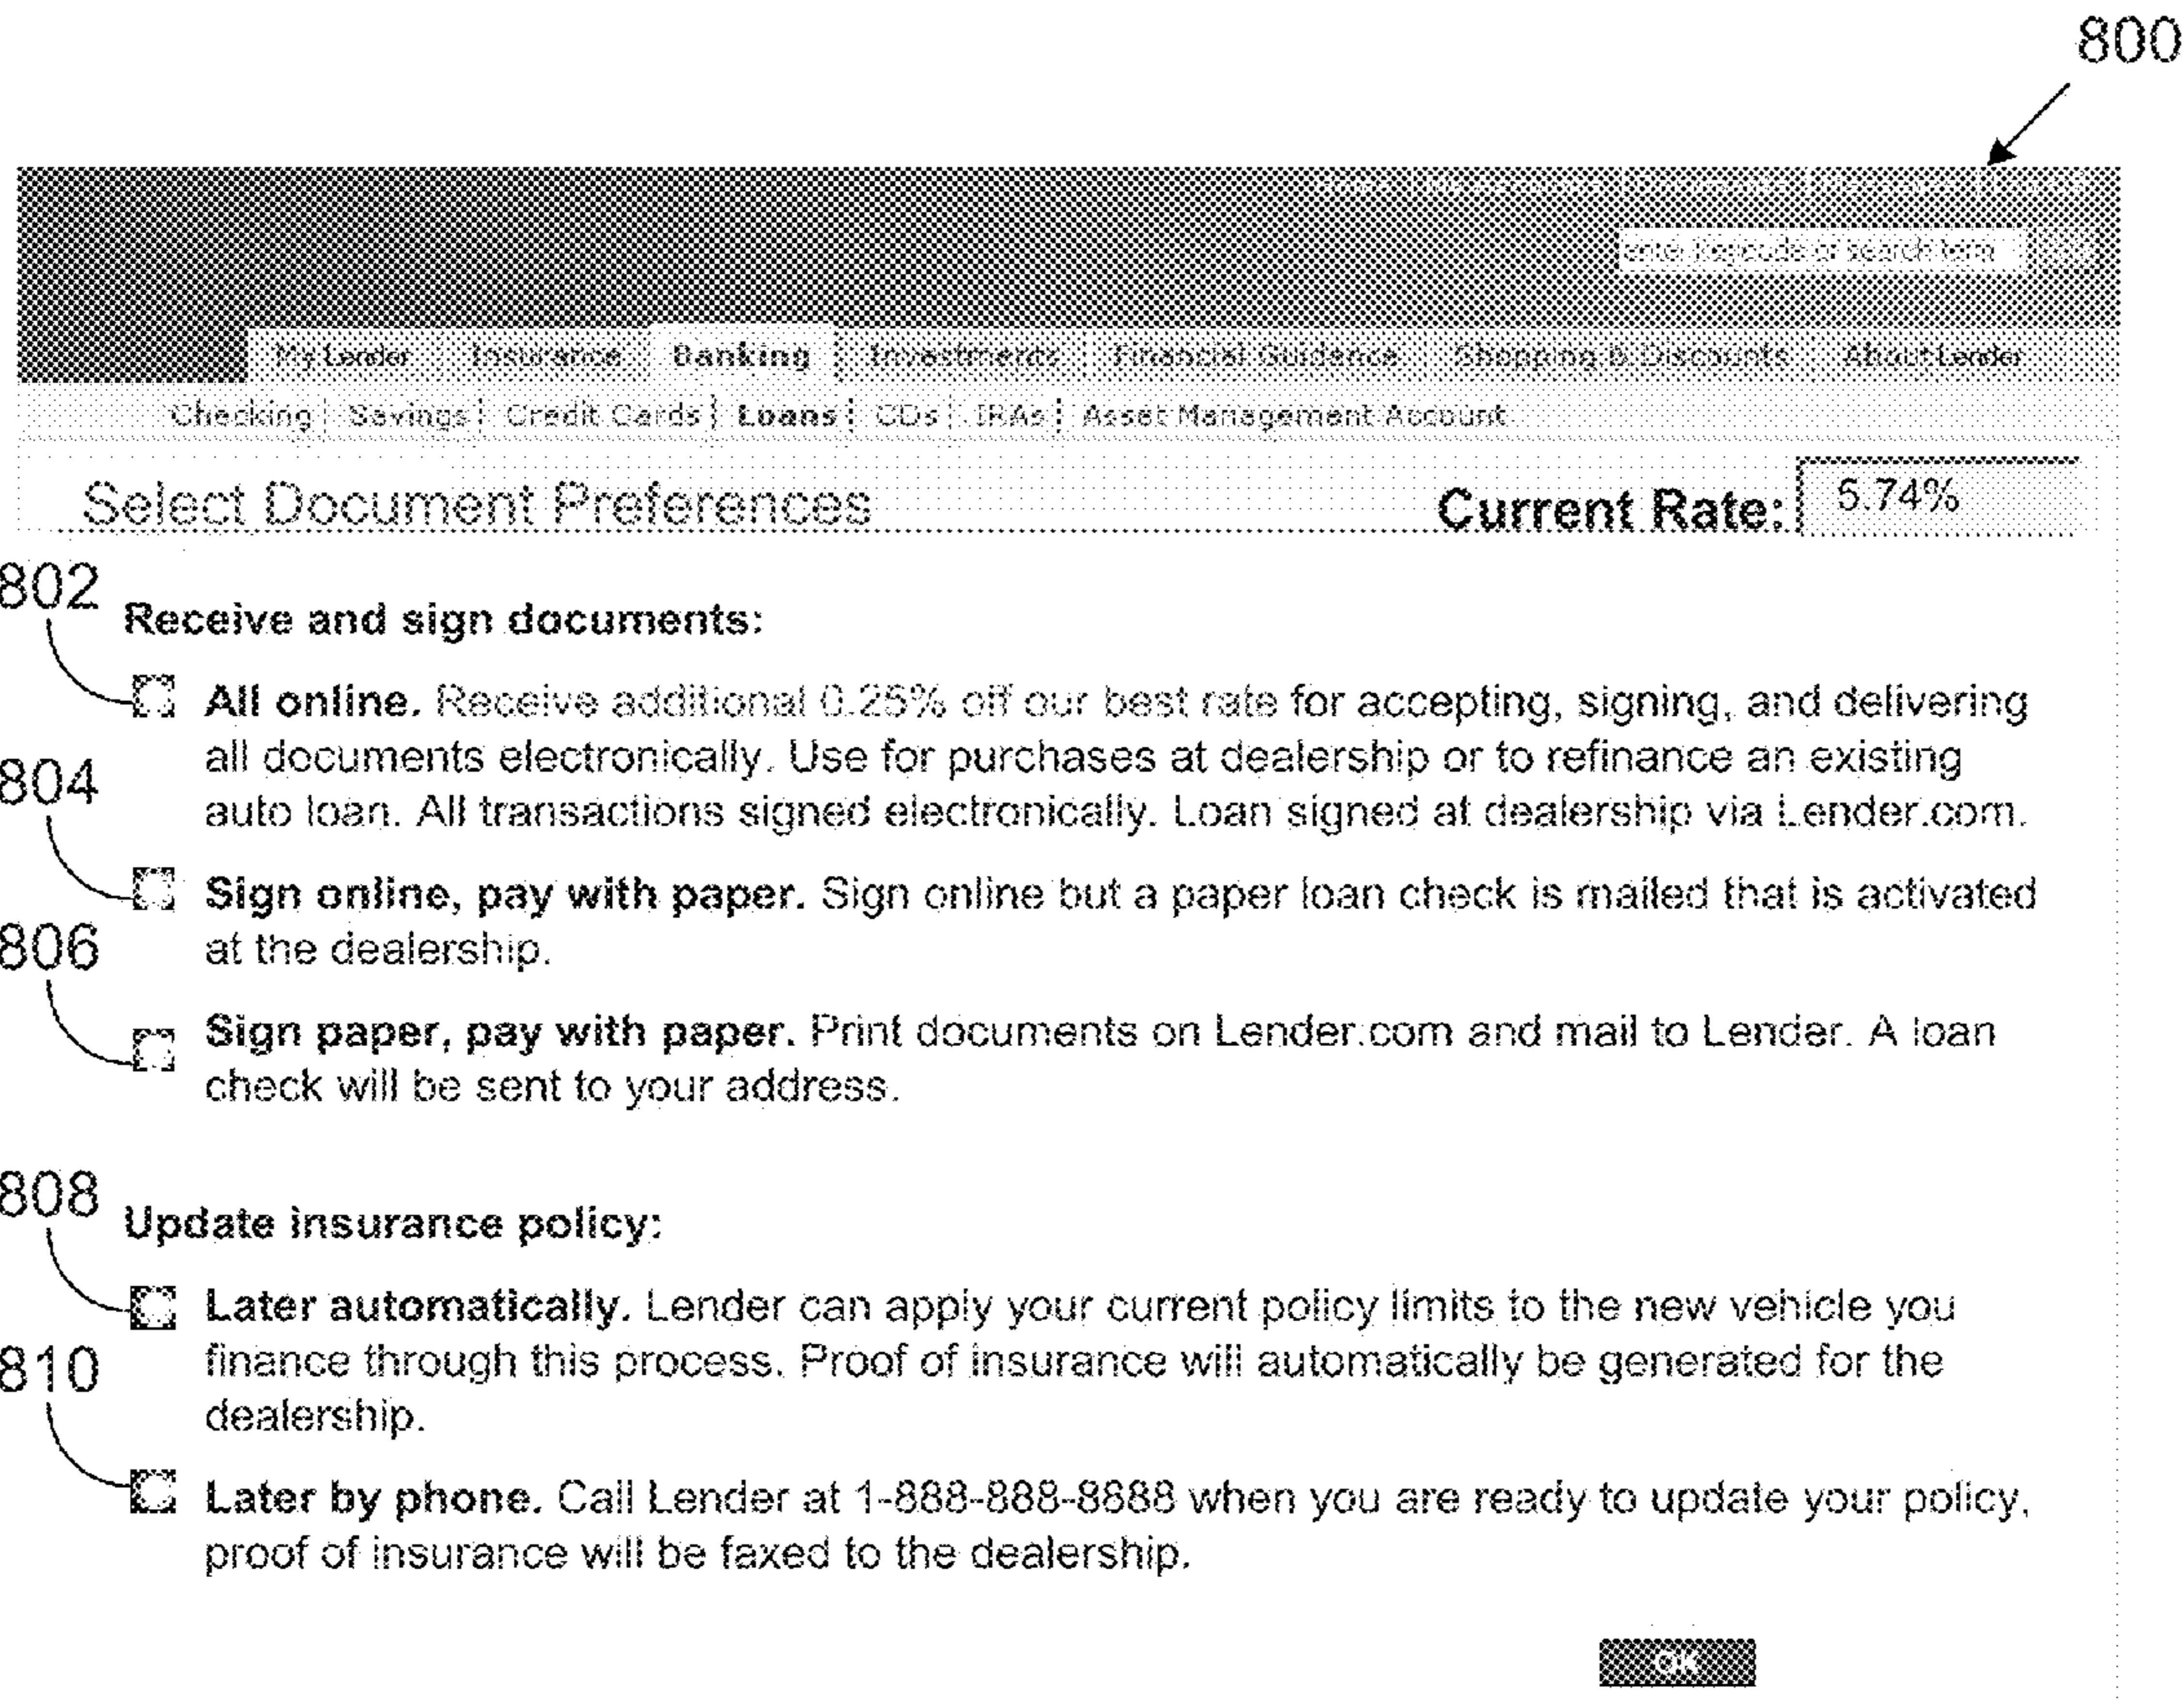 800
enter keyword or search term
My Lender Insurance Banking Investments Financial Guidance Shopping & Discounts About Lender
Checking Savings Credit Cards Loans CDs IRAs Asset Management Account
Select Document Preferences Current Rate: 5.74%
802
Receive and sign documents:
All online. Receive additional 0.25% off our best rate for accepting, signing, and delivering
all documents electronically. Use for purchases at dealership or to refinance an existing
804
auto loan. All transactions signed electronically. Loan signed at dealership via Lender.com.
Sign online, pay with paper. Sign online but a paper loan check is mailed that is activated
806
at the dealership.
Sign paper, pay with paper. Print documents on Lender.com and mail to Lender. A loan
check will be sent to your address.
808
Update insurance policy:
Later automatically. Lender can apply your current policy limits to the new vehicle you
810
finance through this process. Proof of insurance will automatically be generated for the
dealership.
Later by phone. Call Lender at 1-888-888-8888 when you are ready to update your policy,
proof of insurance will be faxed to the dealership.
OK